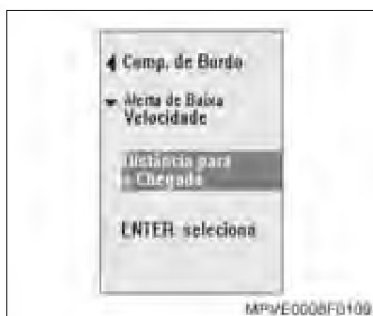 Comp. de Bordo
Alerta de Baixa
Velocidade
Distância para
a Chegada
ENTER seleciona
MPVE0008F0109